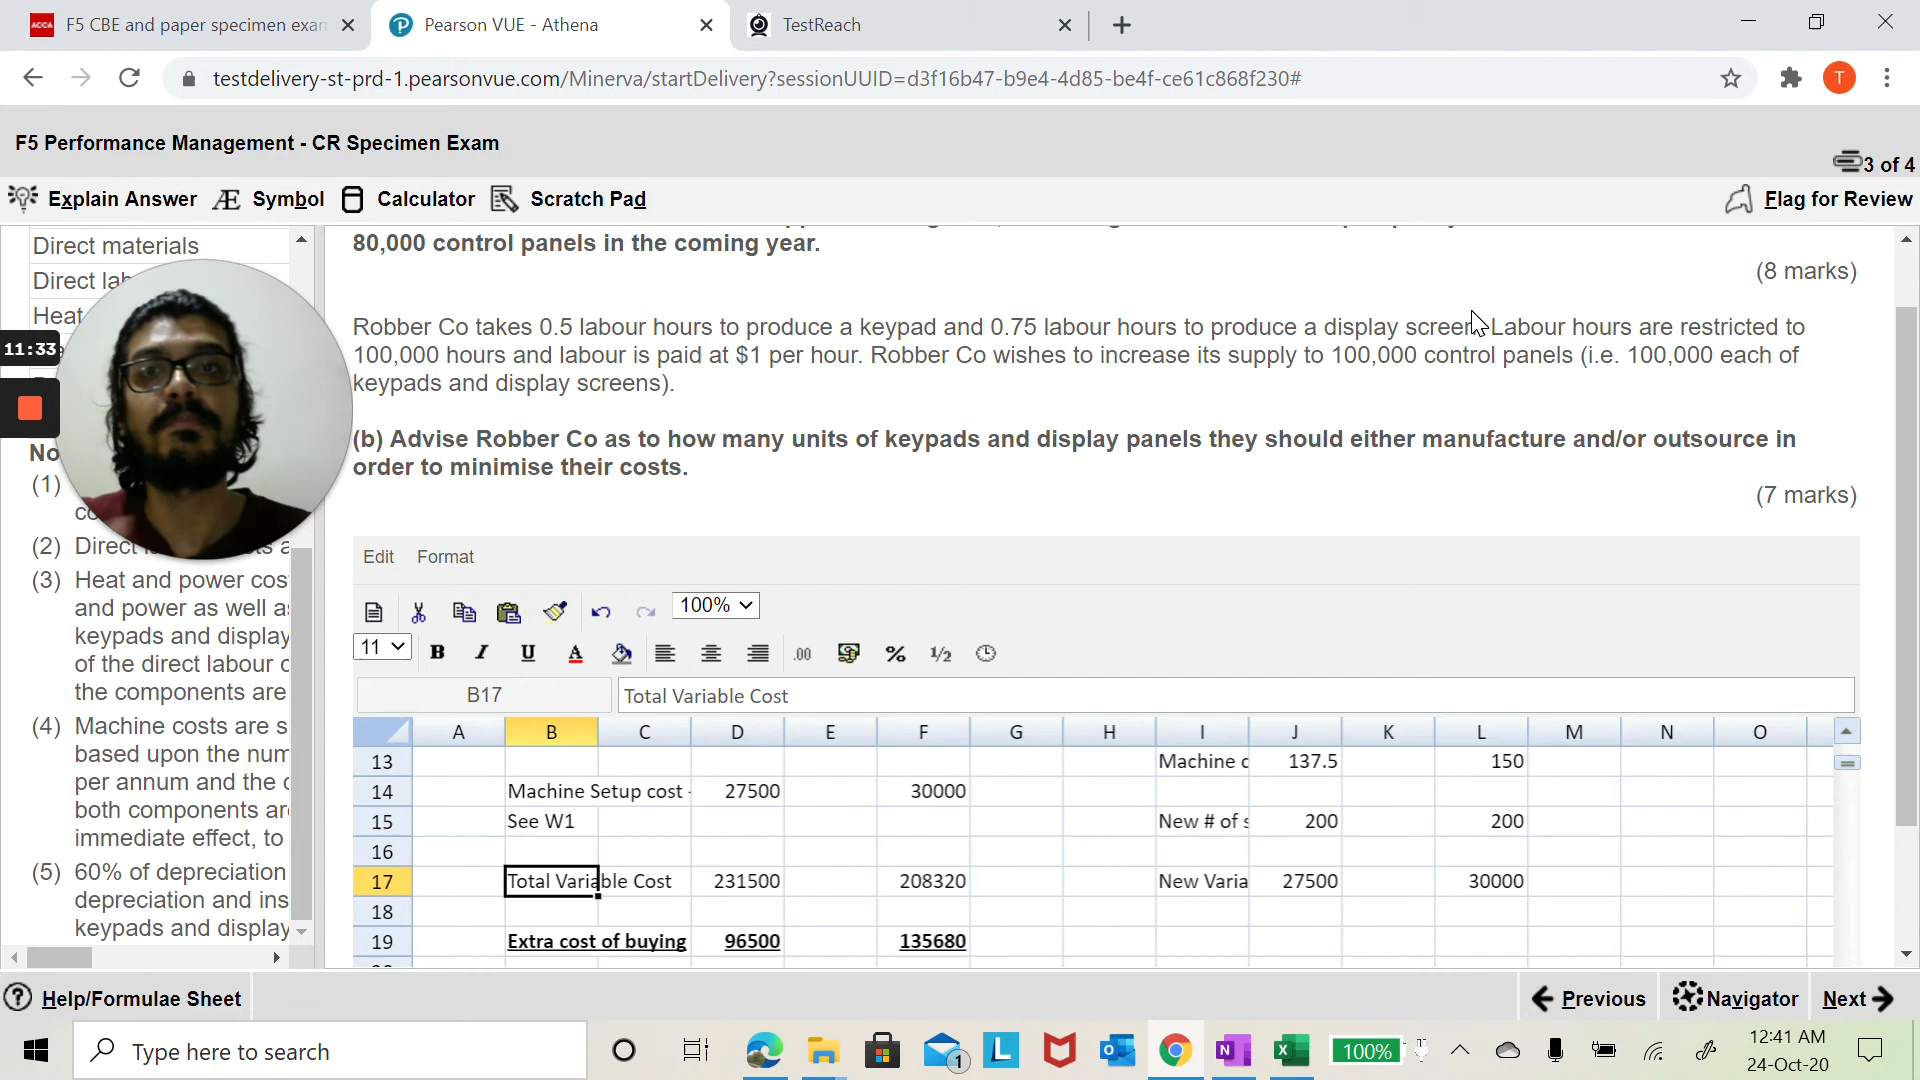 F5 CBE and paper specimen exam
Pearson VUE - Athena
TestReach
testdelivery-st-prd-1.pearsonvue.com/Minerva/startDelivery?sessionUUID=d3f16b47-b9e4-4d85-be4f-ce61c868f230#
T
F5 Performance Management - CR Specimen Exam
3 of 4
Explain Answer
Symbol
Calculator
Scratch Pad
Flag for Review
Direct materials
Direct lab
Heat
11:33
No
(1)
(2) Direct
(3) Heat and power cos
and power as well as
keypads and display
of the direct labour
the components are
(4) Machine costs are s
based upon the num
per annum and the
both components are
immediate effect, to
(5) 60% of depreciation
depreciation and ins
keypads and display
80,000 control panels in the coming year.
(8 marks)
Robber Co takes 0.5 labour hours to produce a keypad and 0.75 labour hours to produce a display screen. Labour hours are restricted to
100,000 hours and labour is paid at $1 per hour. Robber Co wishes to increase its supply to 100,000 control panels (i.e. 100,000 each of
keypads and display screens).
(b) Advise Robber Co as to how many units of keypads and display panels they should either manufacture and/or outsource in
order to minimise their costs.
(7 marks)
Edit Format
100%
11
B I U A .00 % 1/2
B17 Total Variable Cost
A B C D E F G H I J K L M N O
13 Machine c 137.5 150
14 Machine Setup cost - 27500 30000
15 See W1 New # of s 200 200
16
17 Total Variable Cost 231500 208320 New Varia 27500 30000
18
19 Extra cost of buying 96500 135680
Help/Formulae Sheet
Previous
Navigator
Next
Type here to search
1
100%
12:41 AM
24-Oct-20